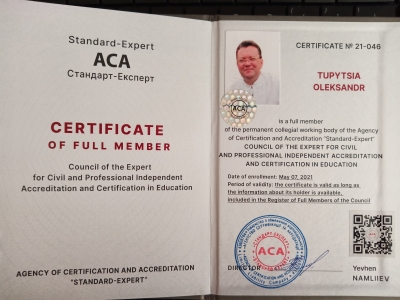 Standard-Expert
ACA
Стандарт-Експерт
CERTIFICATE
OF FULL MEMBER
Council of the Expert
for Civil and Professional Independent
Accreditation and Certification in Education
AGENCY OF CERTIFICATION AND ACCREDITATION
"STANDARD-EXPERT"
CERTIFICATE № 21-046
TUPYTSIA
OLEKSANDR
ACA
is a full member
of the permanent collegial working body of the Agency
of Certification and Accreditation "Standard-Expert"
COUNCIL OF THE EXPERT FOR CIVIL
AND PROFESSIONAL INDEPENDENT ACCREDITATION
AND CERTIFICATION IN EDUCATION
Date of enrollment: May 07, 2021
Period of validity: the certificate is valid as long as
the information about its holder is available,
included in the Register of Full Members of the Council
ACA
DIRECTOR
Yevhen
NAMLIIEV